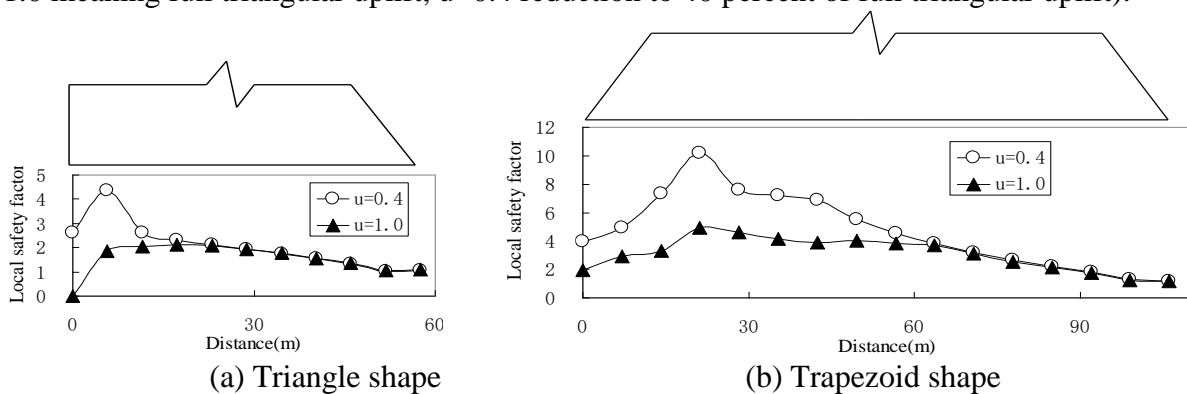 1.0 meaning full triangular uplift, u=0.4 reduction to 40 percent of full triangular uplift).
Local safety factor
5
4
3
2
1
0
u=0.4
u=1.0
0
30
60
Distance(m)
(a) Triangle shape
Local safety factor
12
10
8
6
4
2
0
u=0.4
u=1.0
0
30
60
90
Distance(m)
(b) Trapezoid shape